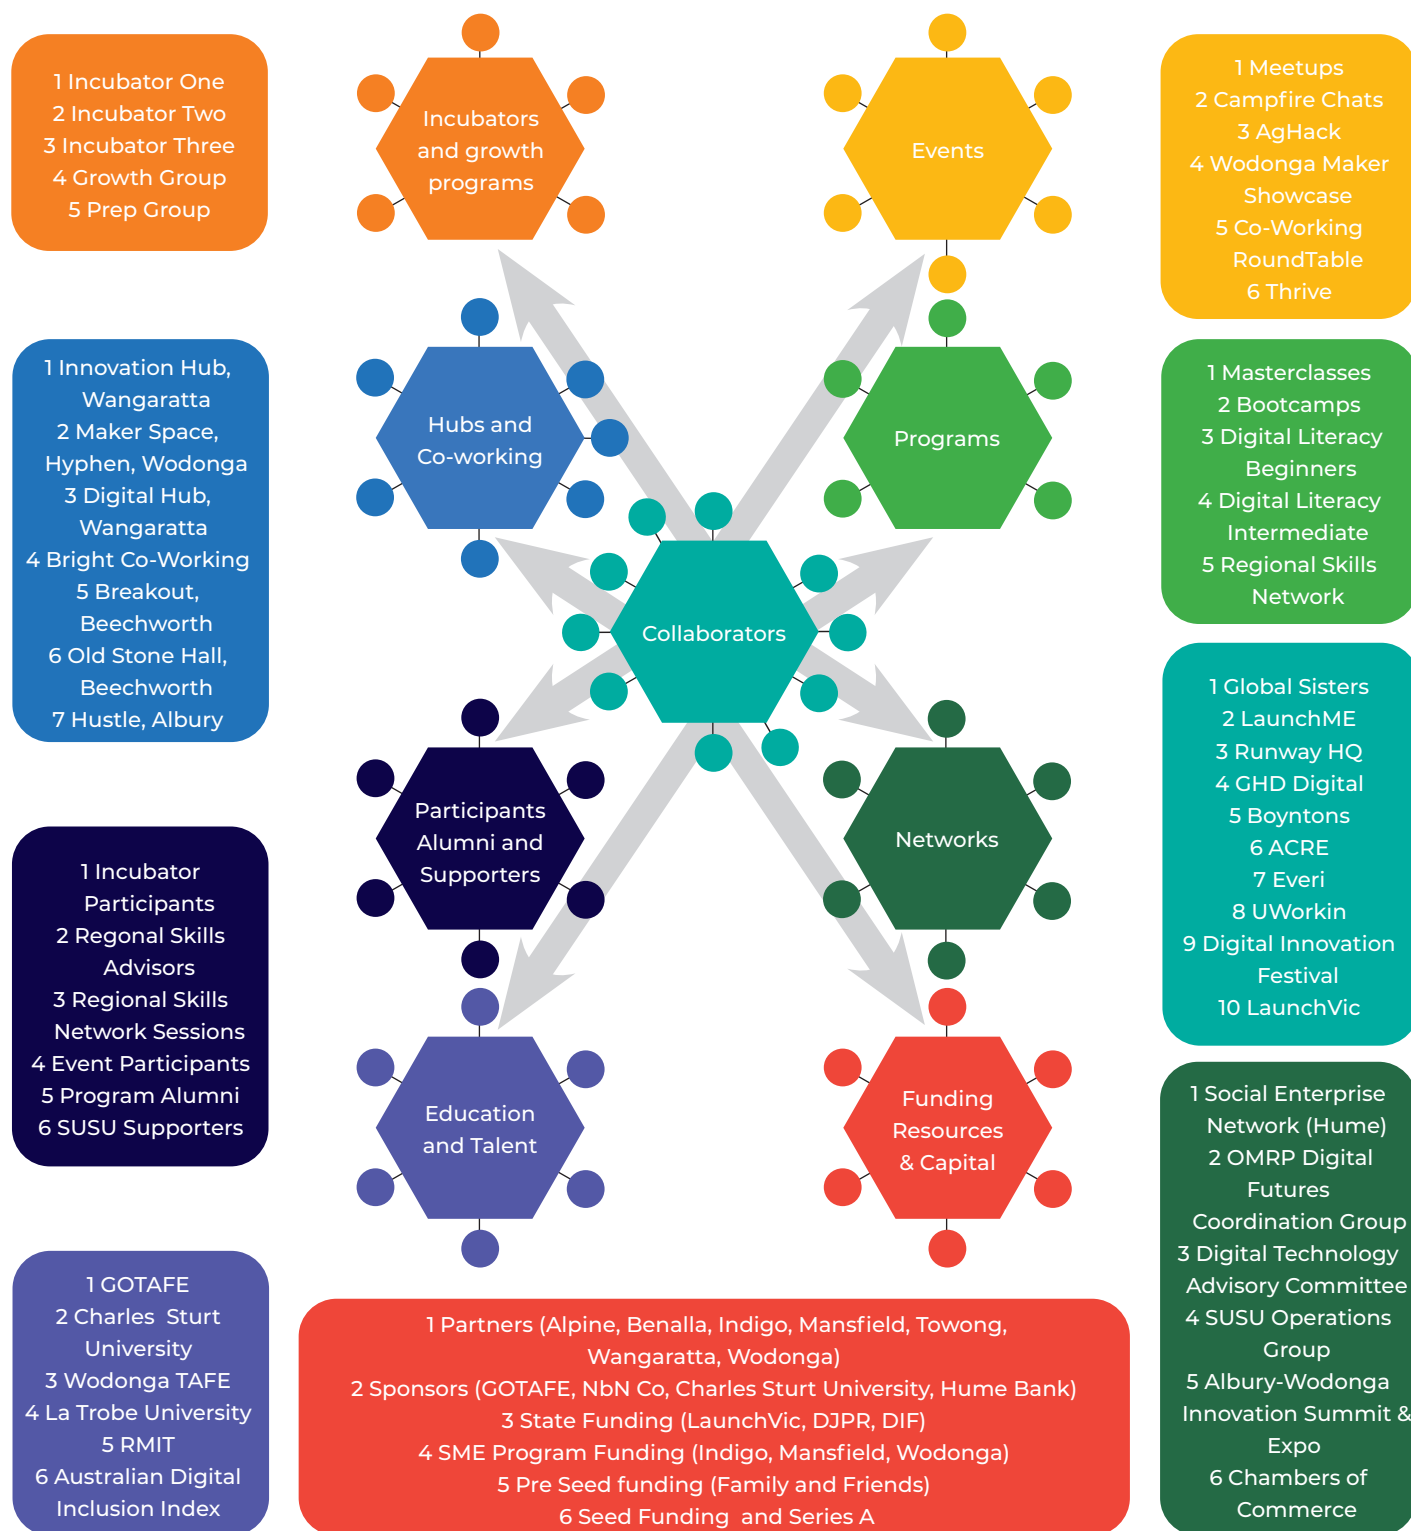 1 Incubator One
2 Incubator Two
3 Incubator Three
4 Growth Group
5 Prep Group
Incubators
and growth
programs
Events
1 Meetups
2 Campfire Chats
3 AgHack
4 Wodonga Maker
Showcase
5 Co-Working
RoundTable
6 Thrive
1 Innovation Hub,
Wangaratta
2 Maker Space,
Hyphen, Wodonga
3 Digital Hub,
Wangaratta
4 Bright Co-Working
5 Breakout,
Beechworth
6 Old Stone Hall,
Beechworth
7 Hustle, Albury
Hubs and
Co-working
Programs
1 Masterclasses
2 Bootcamps
3 Digital Literacy
Beginners
4 Digital Literacy
Intermediate
5 Regional Skills
Network
Collaborators
1 Global Sisters
2 LaunchME
3 Runway HQ
4 GHD Digital
5 Boyntons
6 ACRE
7 Everi
8 UWorkin
9 Digital Innovation
Festival
10 LaunchVic
1 Incubator
Participants
2 Regonal Skills
Advisors
3 Regional Skills
Network Sessions
4 Event Participants
5 Program Alumni
6 SUSU Supporters
Participants
Alumni and
Supporters
Networks
1 Social Enterprise
Network (Hume)
2 OMRP Digital
Futures
Coordination Group
3 Digital Technology
Advisory Committee
4 SUSU Operations
Group
5 Albury-Wodonga
Innovation Summit &
Expo
6 Chambers of
Commerce
Education
and Talent
Funding
Resources
& Capital
1 GOTAFE
2 Charles Sturt
University
3 Wodonga TAFE
4 La Trobe University
5 RMIT
6 Australian Digital
Inclusion Index
1 Partners (Alpine, Benalla, Indigo, Mansfield, Towong,
Wangaratta, Wodonga)
2 Sponsors (GOTAFE, NbN Co, Charles Sturt University, Hume Bank)
3 State Funding (LaunchVic, DJPR, DIF)
4 SME Program Funding (Indigo, Mansfield, Wodonga)
5 Pre Seed funding (Family and Friends)
6 Seed Funding and Series A